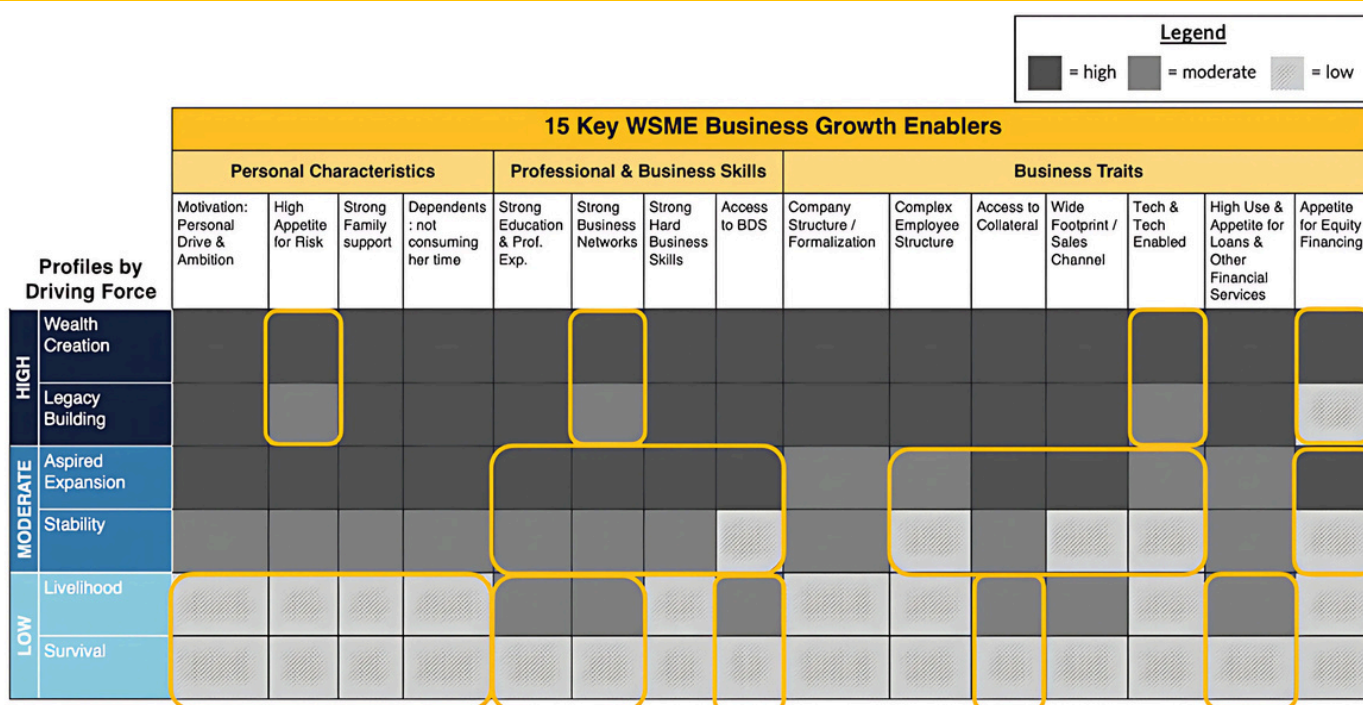 Legend
= high = moderate = low
15 Key WSME Business Growth Enablers
Personal Characteristics Professional & Business Skills Business Traits
Profiles by
Driving Force
Motivation:
Personal
Drive &
Ambition
High
Appetite
for Risk
Strong
Family
support
Dependents
: not
consuming
her time
Strong
Education
& Prof.
Exp.
Strong
Business
Networks
Strong
Hard
Business
Skills
Access
to BDS
Company
Structure /
Formalization
Complex
Employee
Structure
Access to
Collateral
Wide
Footprint /
Sales
Channel
Tech &
Tech
Enabled
High Use &
Appetite for
Loans &
Other
Financial
Services
Appetite
for Equity
Financing
HIGH
Wealth
Creation
Legacy
Building
MODERATE
Aspired
Expansion
Stability
LOW
Livelihood
Survival